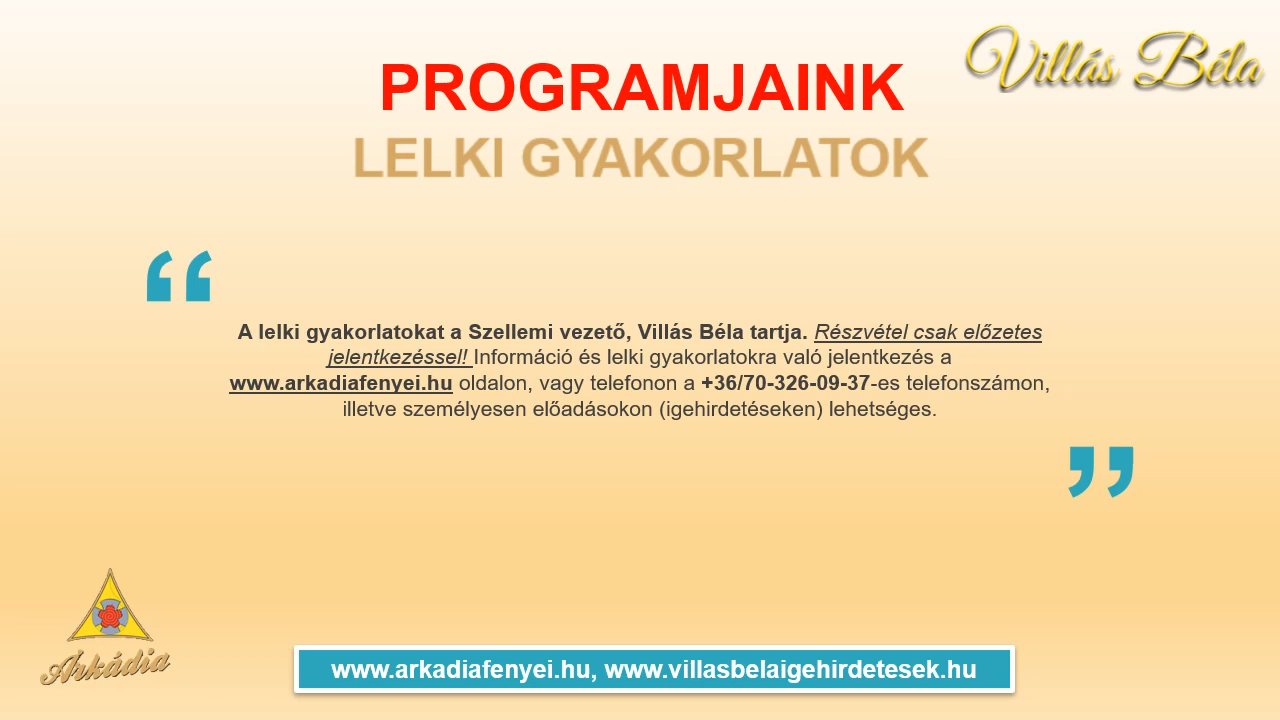 Villás Béla
PROGRAMJAINK
LELKI GYAKORLATOK
“
A lelki gyakorlatokat a Szellemi vezető, Villás Béla tartja. Részvétel csak előzetes
jelentkezéssel! Információ és lelki gyakorlatokra való jelentkezés a
www.arkadiafenyei.hu oldalon, vagy telefonon a +36/70-326-09-37-es telefonszámon,
illetve személyesen előadásokon (igehirdetéseken) lehetséges.
”
Árkádia
www.arkadiafenyei.hu, www.villasbelaigehirdetesek.hu